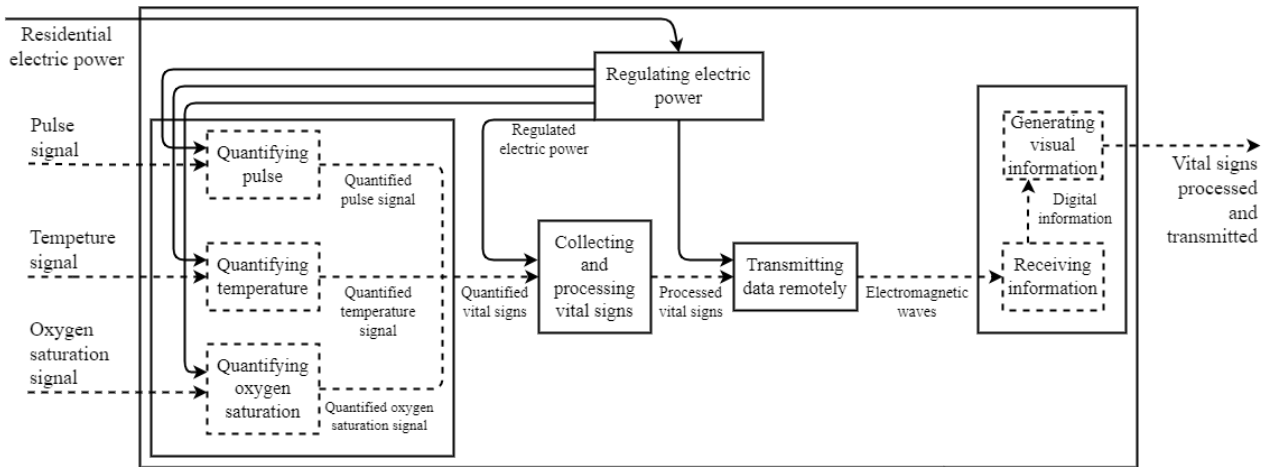 Residential
electric power
Regulating electric
power
Pulse
signal
Quantifying
pulse
Quantified
pulse signal
Regulated
electric power
Generating
visual
information
Vital signs
processed
and
transmitted
Digital
information
Tempeture
signal
Quantifying
temperature
Quantified
temperature
signal
Quantified
vital signs
Collecting
and
processing
vital signs
Processed
vital signs
Transmitting
data remotely
Electromagnetic
waves
Receiving
information
Oxygen
saturation
signal
Quantifying
oxygen
saturation
Quantified oxygen
saturation signal